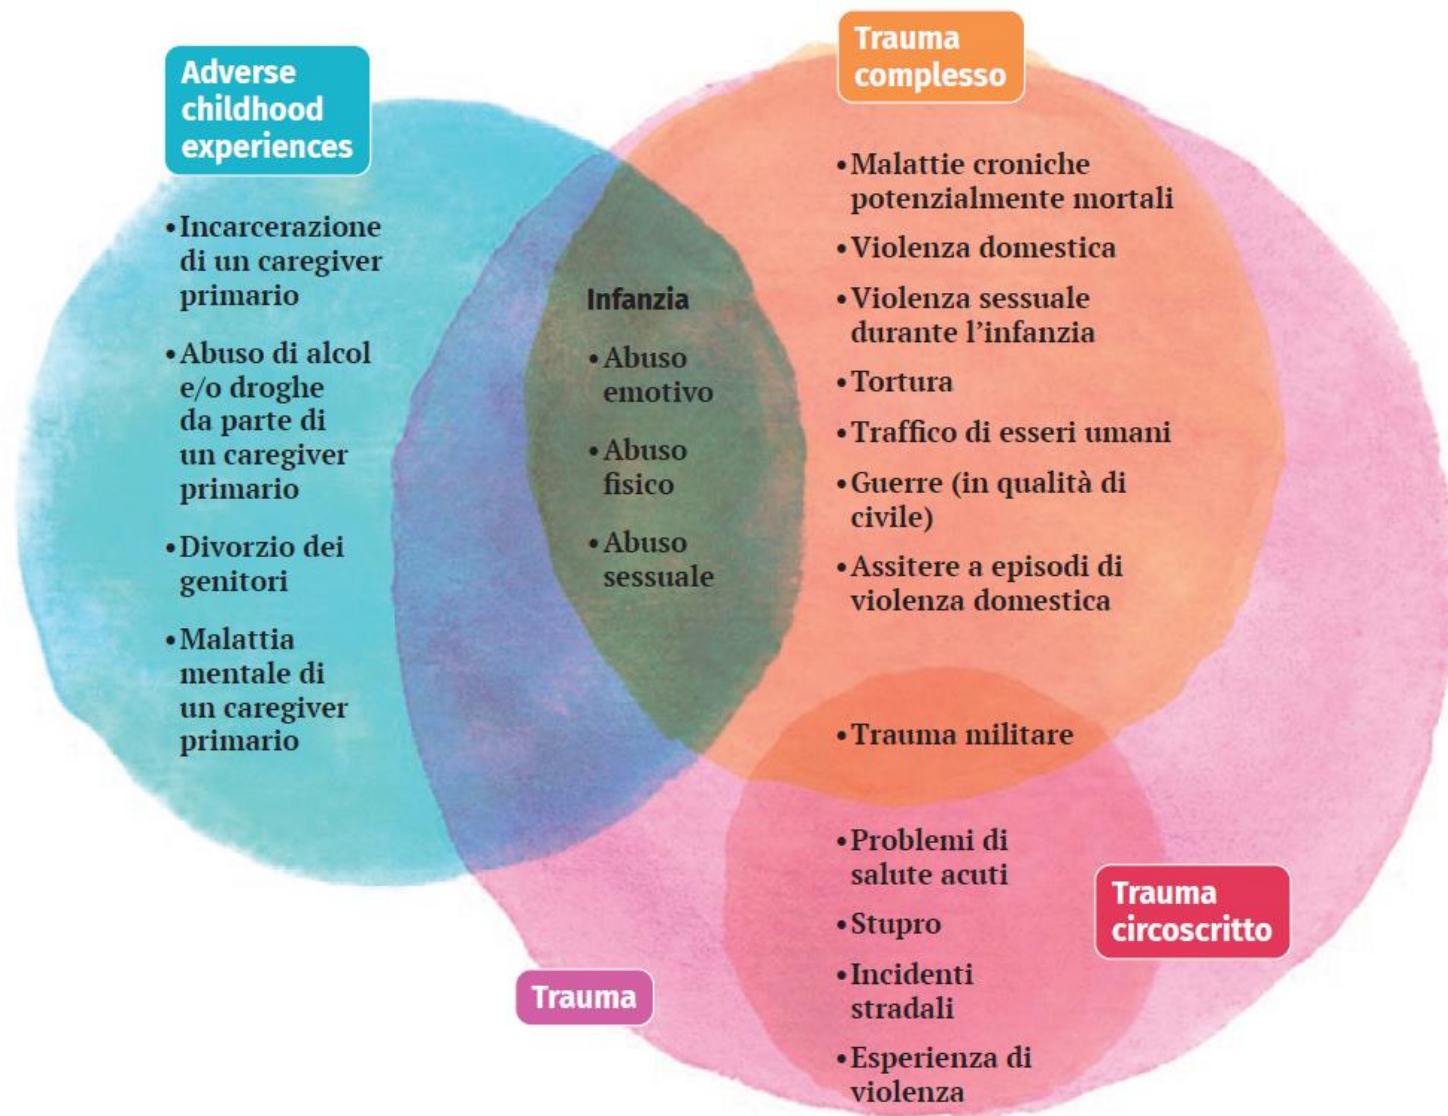 Adverse
childhood
experiences
• Incarcerazione
di un caregiver
primario
• Abuso di alcol
e/o droghe
da parte di
un caregiver
primario
• Divorzio dei
genitori
• Malattia
mentale di
un caregiver
primario
Infanzia
• Abuso
emotivo
• Abuso
fisico
• Abuso
sessuale
Trauma
complesso
• Malattie croniche
potenzialmente mortali
• Violenza domestica
• Violenza sessuale
durante l'infanzia
• Tortura
• Traffico di esseri umani
• Guerre (in qualità di
civile)
• Assitere a episodi di
violenza domestica
• Trauma militare
• Problemi di
salute acuti
• Stupro
• Incidenti
stradali
• Esperienza di
violenza
Trauma
circoscritto
Trauma